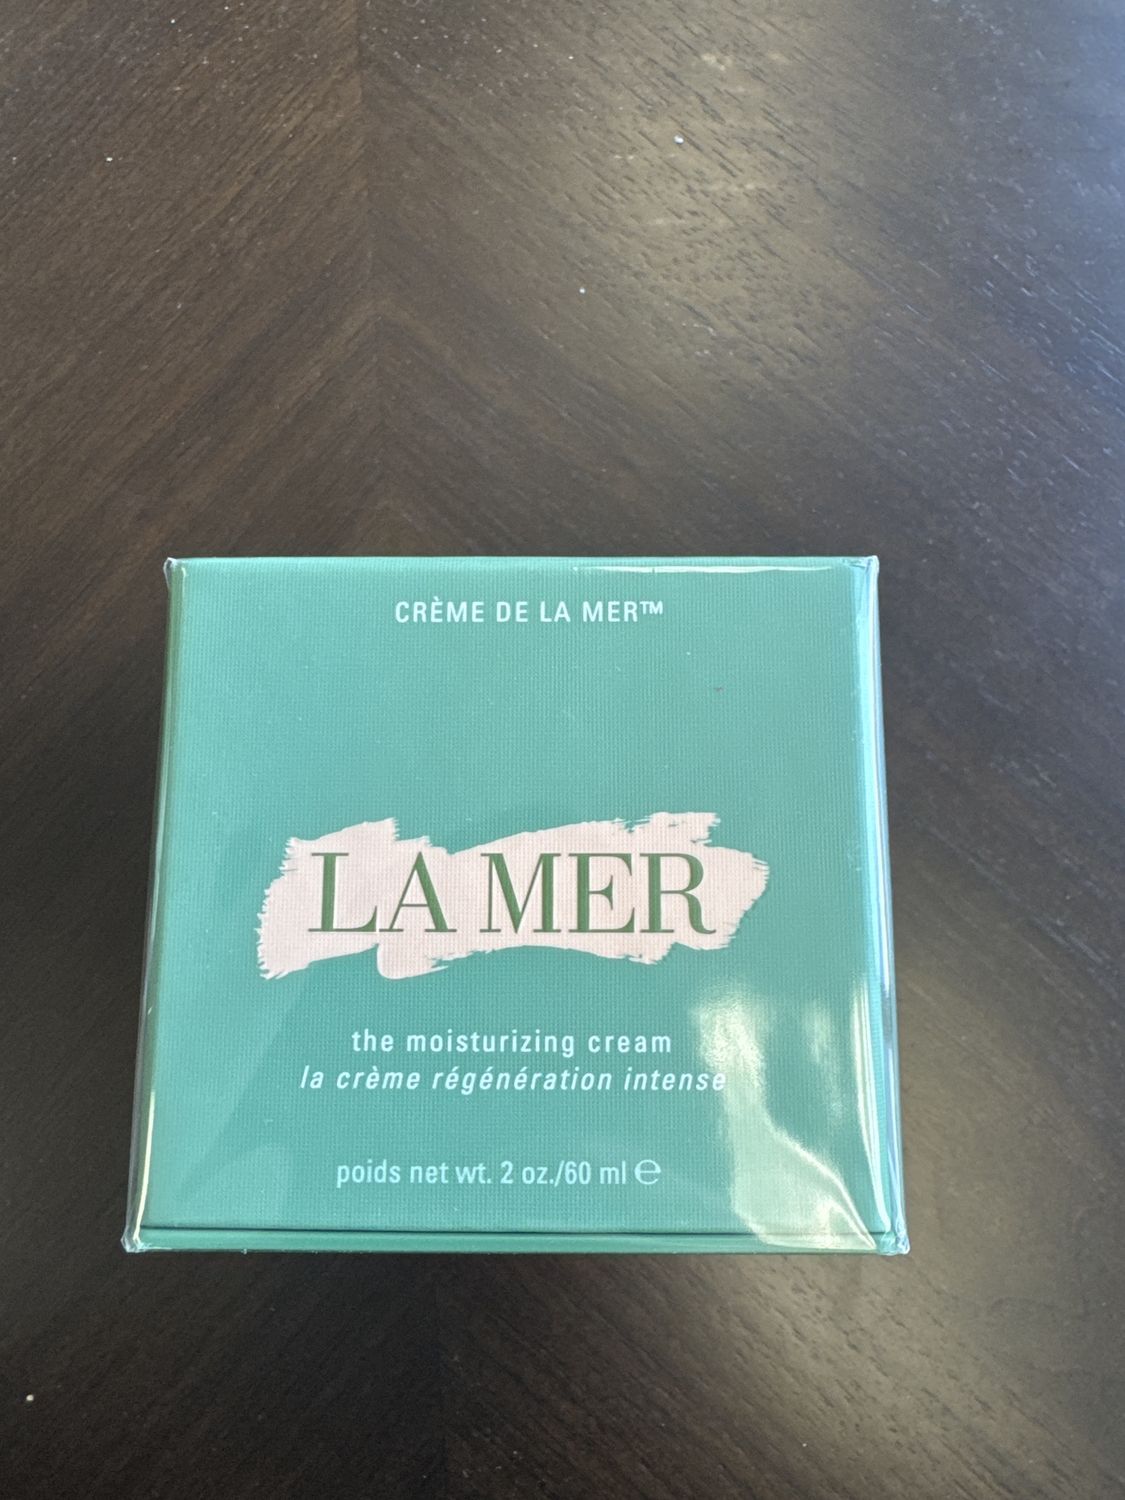 CRÈME DE LA MER™
LA MER
the moisturizing cream
la crème régénération intense
poids net wt. 2 oz./60 ml ℮